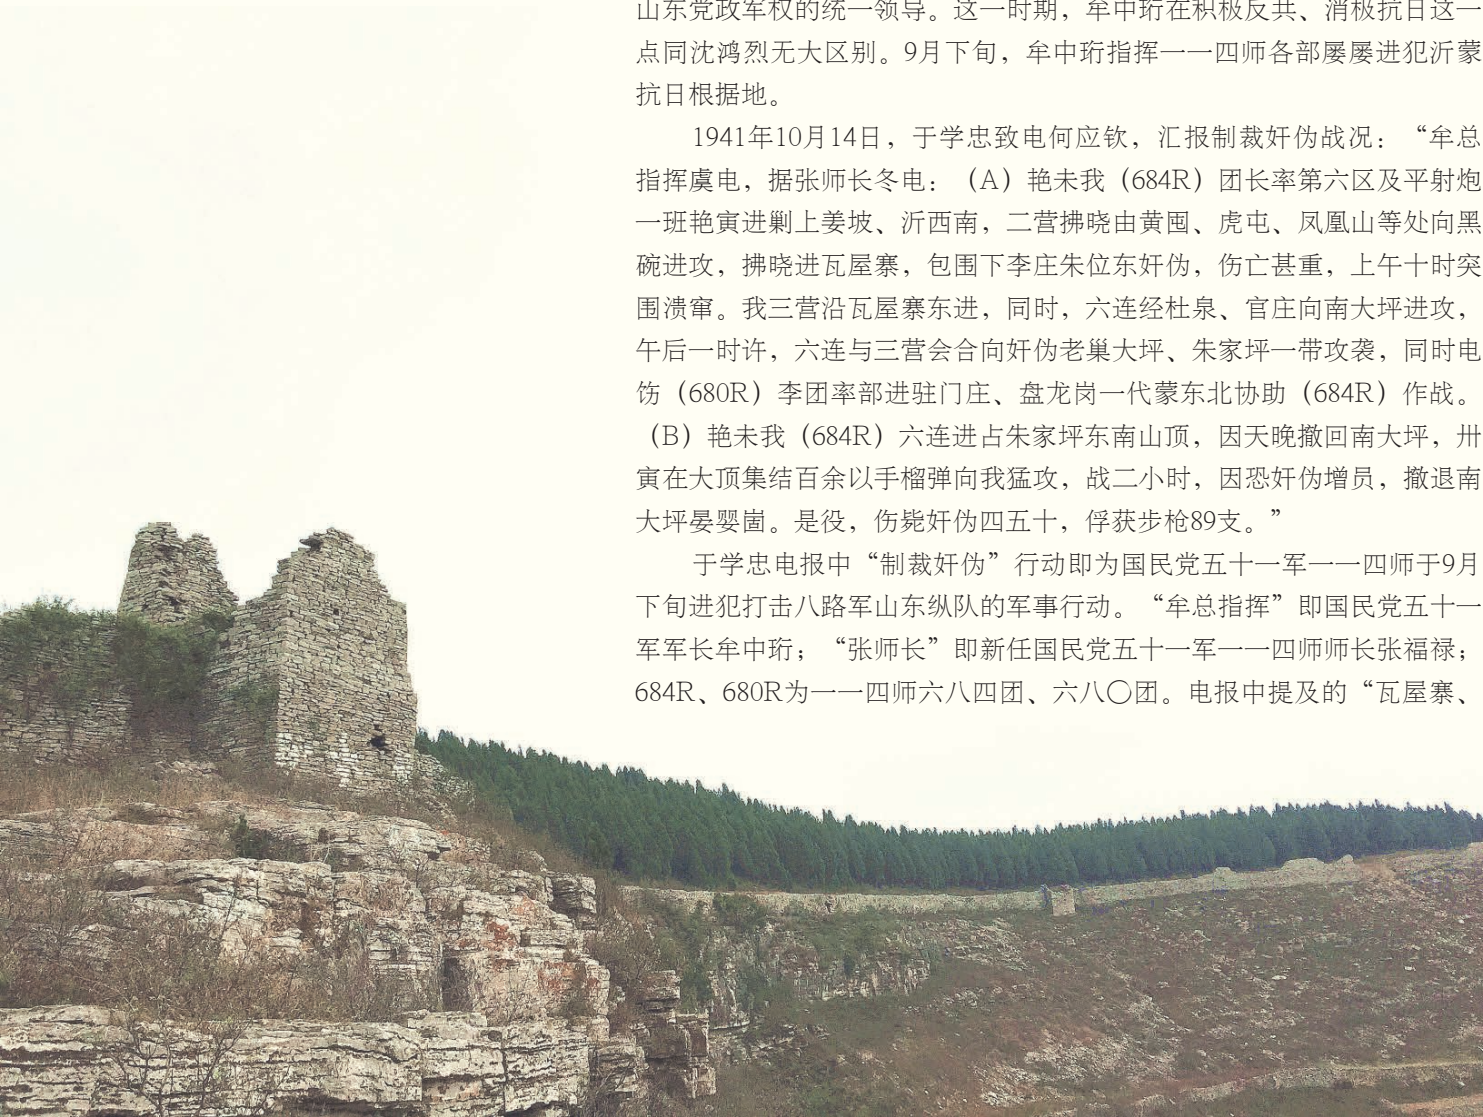 山东党政军权的统一领导。这一时期，牟中珩在积极反共、消极抗日这一
点同沈鸿烈无大区别。9月下旬，牟中珩指挥一一四师各部屡屡进犯沂蒙
抗日根据地。
1941年10月14日，于学忠致电何应钦，汇报制裁奸伪战况：“牟总
指挥虞电，据张师长冬电：（A）艳未我（684R）团长率第六区及平射炮
一班艳寅进剿上姜坡、沂西南，二营拂晓由黄囤、虎屯、凤凰山等处向黑
碗进攻，拂晓进瓦屋寨，包围下李庄朱位东奸伪，伤亡甚重，上午十时突
围溃窜。我三营沿瓦屋寨东进，同时，六连经杜泉、官庄向南大坪进攻，
午后一时许，六连与三营会合向奸伪老巢大坪、朱家坪一带攻袭，同时电
饬（680R）李团率部进驻门庄、盘龙岗一代蒙东北协助（684R）作战。
（B）艳未我（684R）六连进占朱家坪东南山顶，因天晚撤回南大坪，卅
寅在大顶集结百余以手榴弹向我猛攻，战二小时，因恐奸伪增员，撤退南
大坪晏婴崮。是役，伤毙奸伪四五十，俘获步枪89支。”
于学忠电报中“制裁奸伪”行动即为国民党五十一军一一四师于9月
下旬进犯打击八路军山东纵队的军事行动。“牟总指挥”即国民党五十一
军军长牟中珩；“张师长”即新任国民党五十一军一一四师师长张福禄；
684R、680R为一一四师六八四团、六八〇团。电报中提及的“瓦屋寨、